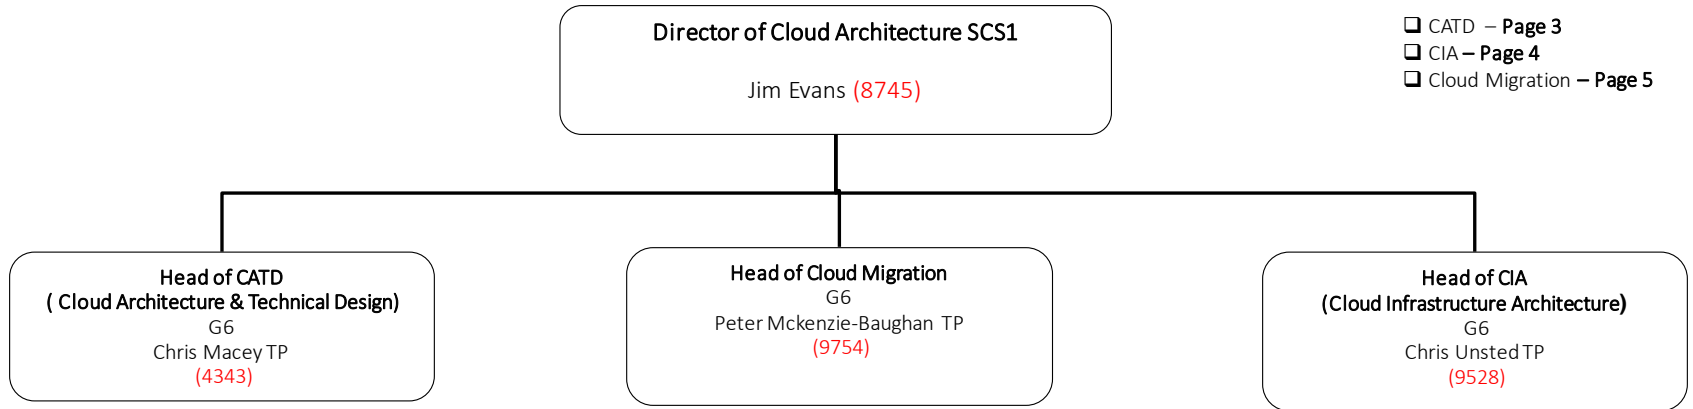 Director of Cloud Architecture SCS1
Jim Evans (8745)
❑ CATD – Page 3
❑ CIA – Page 4
❑ Cloud Migration – Page 5
Head of CATD
( Cloud Architecture & Technical Design)
G6
Chris Macey TP
(4343)
Head of Cloud Migration
G6
Peter Mckenzie-Baughan TP
(9754)
Head of CIA
(Cloud Infrastructure Architecture)
G6
Chris Unsted TP
(9528)